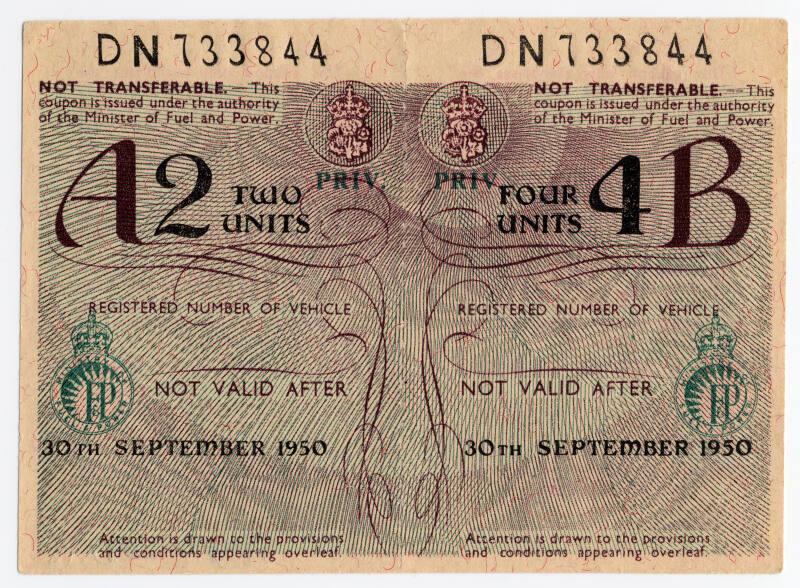 DN733844
NOT TRANSFERABLE. — This
coupon is issued under the authority
of the Minister of Fuel and Power.
PRIV.
A2 TWO
UNITS
REGISTERED NUMBER OF VEHICLE
F&P
NOT VALID AFTER
30TH SEPTEMBER 1950
Attention is drawn to the provisions
and conditions appearing overleaf.
DN733844
NOT TRANSFERABLE. — This
coupon is issued under the authority
of the Minister of Fuel and Power.
PRIV.
FOUR 4B
UNITS
REGISTERED NUMBER OF VEHICLE
NOT VALID AFTER
F&P
30TH SEPTEMBER 1950
Attention is drawn to the provisions
and conditions appearing overleaf.